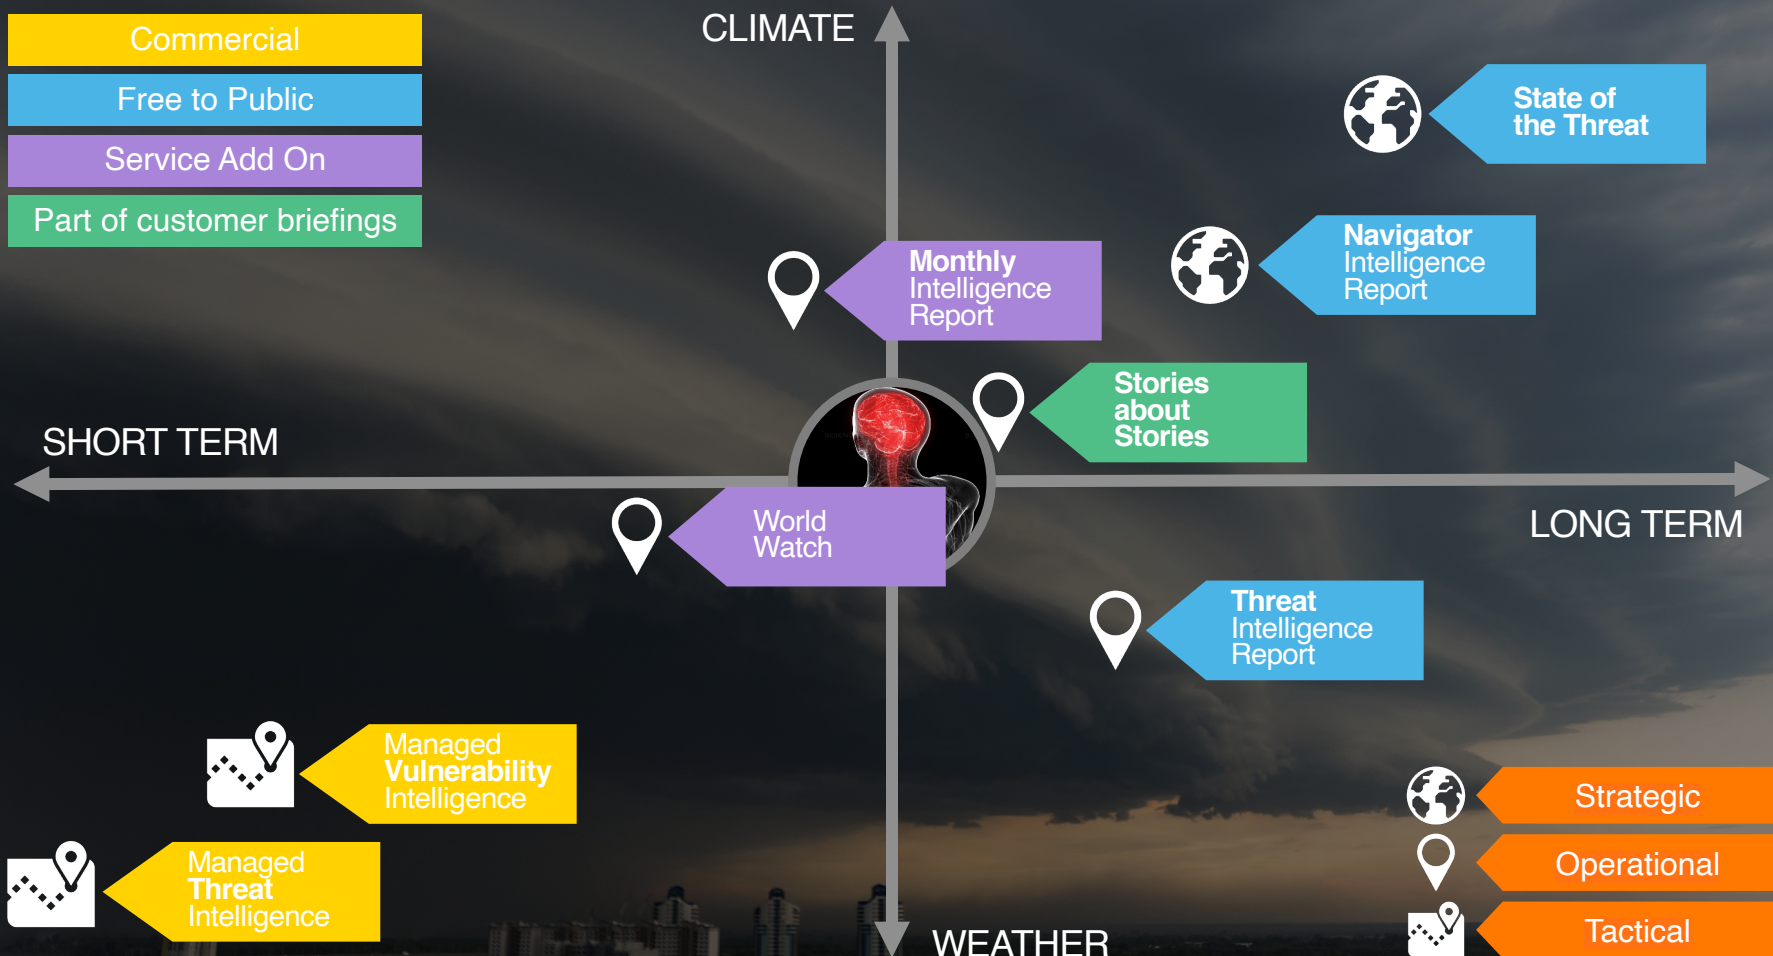 Commercial
Free to Public
Service Add On
Part of customer briefings
CLIMATE
State of
the Threat
Navigator
Intelligence
Report
Monthly
Intelligence
Report
Stories
about
Stories
SHORT TERM
LONG TERM
World
Watch
Threat
Intelligence
Report
Managed
Vulnerability
Intelligence
Managed
Threat
Intelligence
Strategic
Operational
Tactical
WEATHER